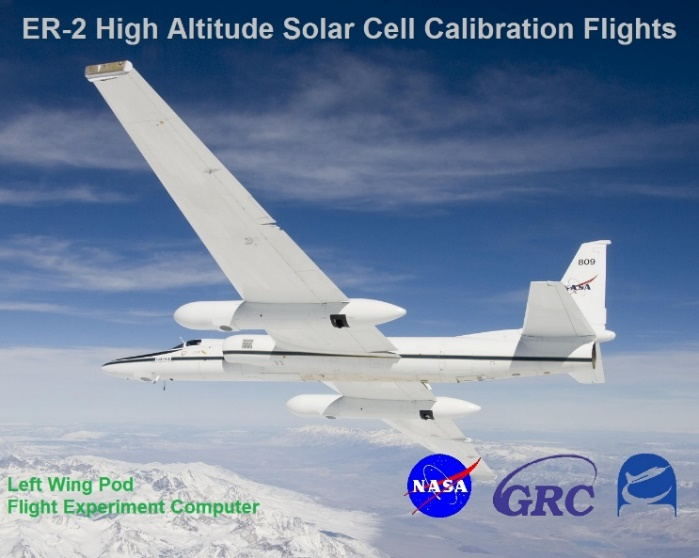 ER-2 High Altitude Solar Cell Calibration Flights
809
NASA
Left Wing Pod
Flight Experiment Computer
NASA
GRC